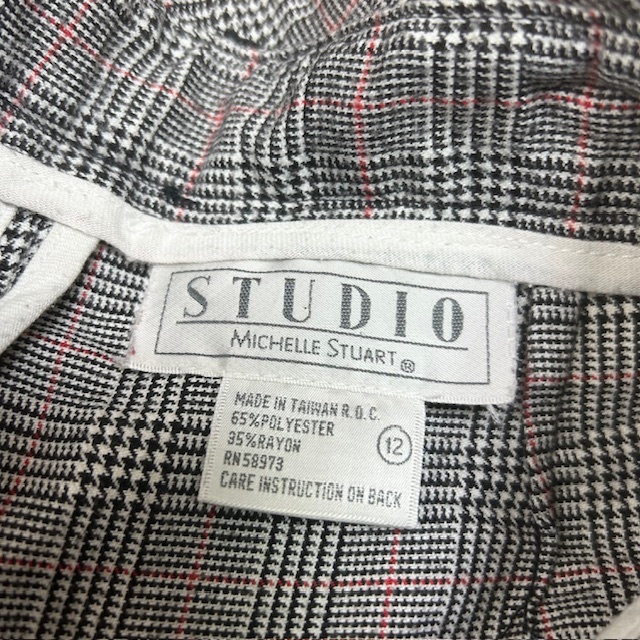 STUDIO
MICHELLE STUART®
MADE IN TAIWAN R.O.C.
65%POLYESTER
35%RAYON
12
RN58973
CARE INSTRUCTION ON BACK